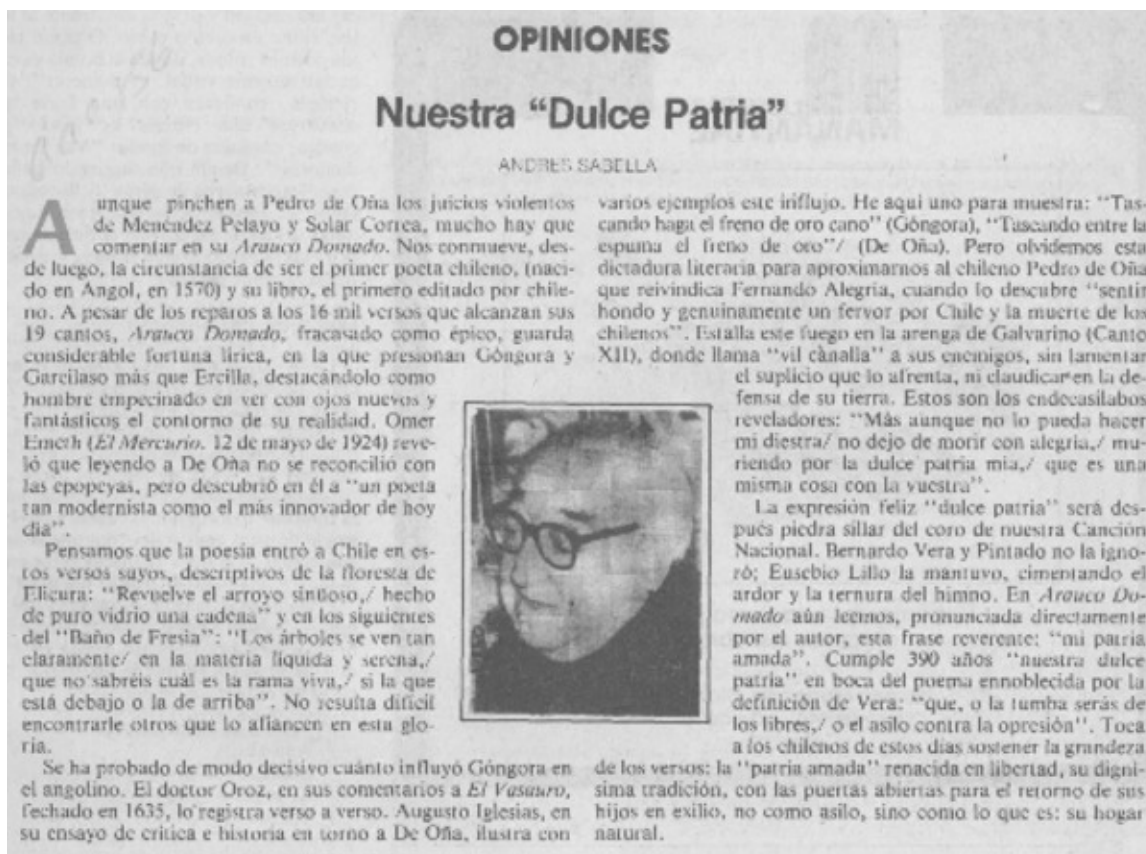 OPINIONES
Nuestra "Dulce Patria"
ANDRES SABELLA
Aunque pinchen a Pedro de Oña los juicios violentos
de Menéndez Pelayo y Solar Correa, mucho hay que
comentar en su Arauco Domado. Nos conmueve, des-
de luego, la circunstancia de ser el primer poeta chileno, (naci-
do en Angol, en 1570) y su libro, el primero editado por chile-
no. A pesar de los reparos a los 16 mil versos que alcanzan sus
19 cantos, Arauco Domado, fracasado como épico, guarda
considerable fortuna lírica, en la que presionan Góngora y
Garcilaso más que Ercilla, destacándolo como
hombre empecinado en ver con ojos nuevos y
fantásticos el contorno de su realidad. Omer
Emeth (El Mercurio. 12 de mayo de 1924) reve-
ló que leyendo a De Oña no se reconcilió con
las epopeyas, pero descubrió en él a "un poeta
tan modernista como el más innovador de hoy
día".
Pensamos que la poesía entró a Chile en es-
tos versos suyos, descriptivos de la floresta de
Elicura: "Revuelve el arroyo sinüoso,/ hecho
de puro vidrio una cadena" y en los siguientes
del "Baño de Fresia": "Los árboles se ven tan
claramente/ en la materia líquida y serena,/
que no sabréis cuál es la rama viva,/ si la que
está debajo o la de arriba". No resulta difícil
encontrarle otros que lo afiancen en esta glo-
ria.
Se ha probado de modo decisivo cuánto influyó Góngora en
el angolino. El doctor Oroz, en sus comentarios a El Vasauro,
fechado en 1635, lo registra verso a verso. Augusto Iglesias, en
su ensayo de crítica e historia en torno a De Oña, ilustra con
varios ejemplos este influjo. He aquí uno para muestra: "Tas-
cando haga el freno de oro cano" (Góngora), "Tascando entre la
espuma el freno de oro"/ (De Oña). Pero olvidemos esta
dictadura literaria para aproximarnos al chileno Pedro de Oña
que reivindica Fernando Alegría, cuando lo descubre "sentir
hondo y genuinamente un fervor por Chile y la muerte de los
chilenos". Estalla este fuego en la arenga de Galvarino (Canto
XII), donde llama "vil canalla" a sus enemigos, sin lamentar
el suplicio que lo afrenta, ni claudicar en la de-
fensa de su tierra. Estos son los endecasílabos
reveladores: "Más aunque no lo pueda hacer
mi diestra/ no dejo de morir con alegría,/ mu-
riendo por la dulce patria mía,/ que es una
misma cosa con la vuestra".
La expresión feliz "dulce patria" será des-
pués piedra sillar del coro de nuestra Canción
Nacional. Bernardo Vera y Pintado no la igno-
ró; Eusebio Lillo la mantuvo, cimentando el
ardor y la ternura del himno. En Arauco Do-
mado aún leemos, pronunciada directamente
por el autor, esta frase reverente: "mi patria
amada". Cumple 390 años "nuestra dulce
patria" en boca del poema ennoblecida por la
definición de Vera: "que, o la tumba serás de
los libres,/ o el asilo contra la opresión". Toca
a los chilenos de estos días sostener la grandeza
de los versos: la "patria amada" renacida en libertad, su digní-
sima tradición, con las puertas abiertas para el retorno de sus
hijos en exilio, no como asilo, sino como lo que es: su hogar
natural.